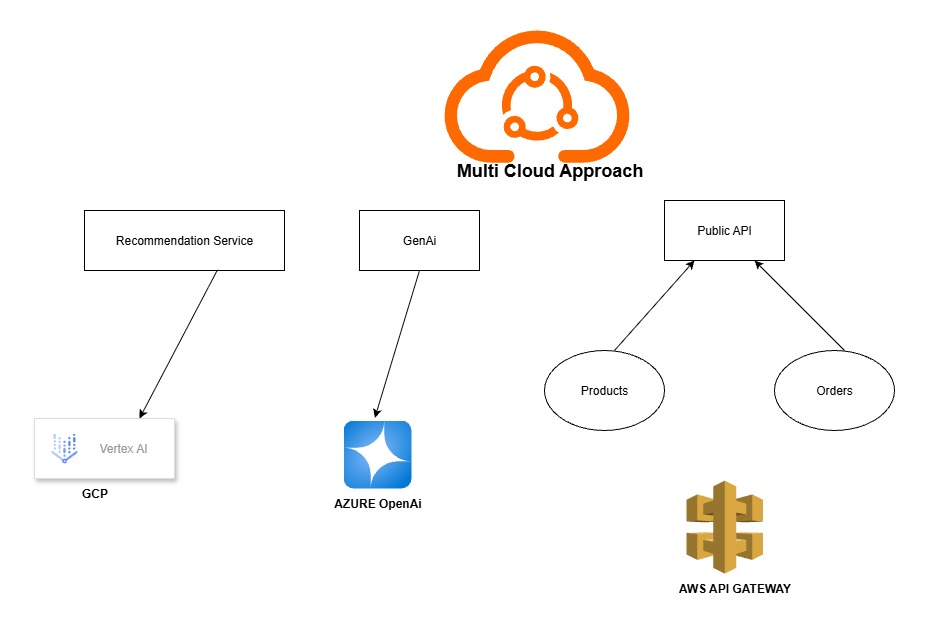 Multi Cloud Approach
Recommendation Service
GenAi
Public API
Products
Orders
Vertex AI
GCP
AZURE OpenAi
AWS API GATEWAY